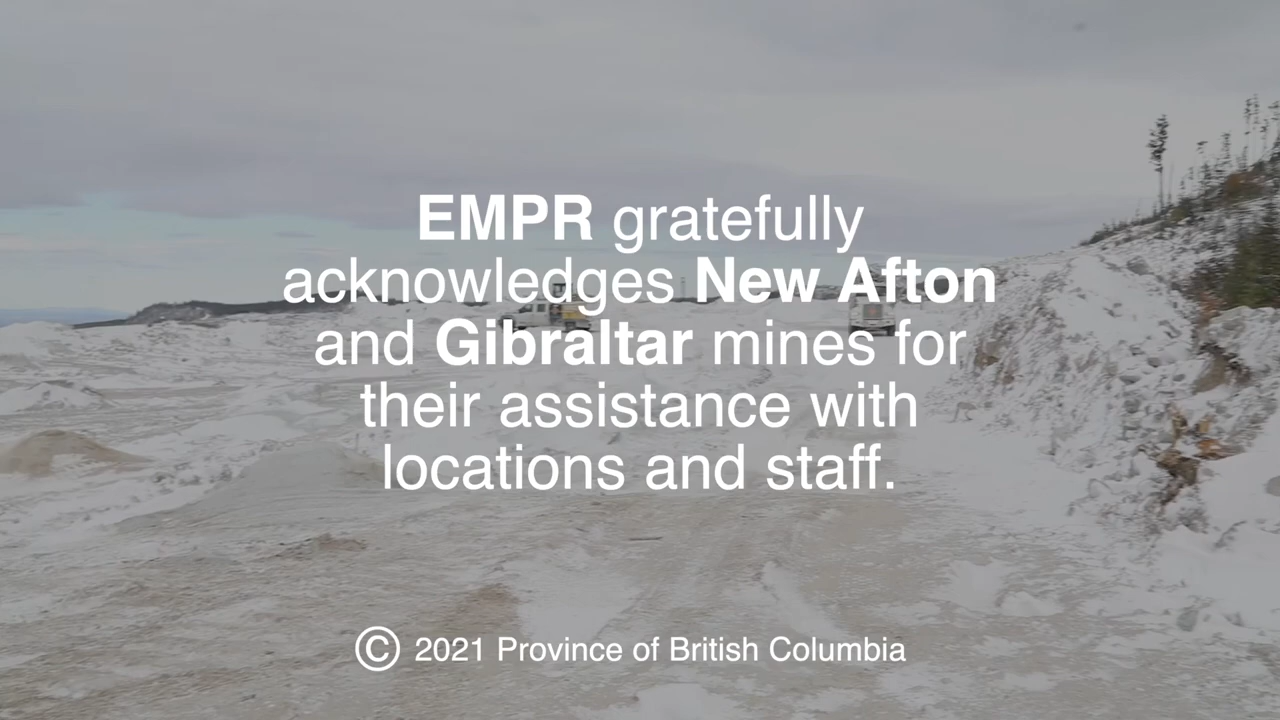 EMPR gratefully
acknowledges New Afton
and Gibraltar mines for
their assistance with
locations and staff.
© 2021 Province of British Columbia